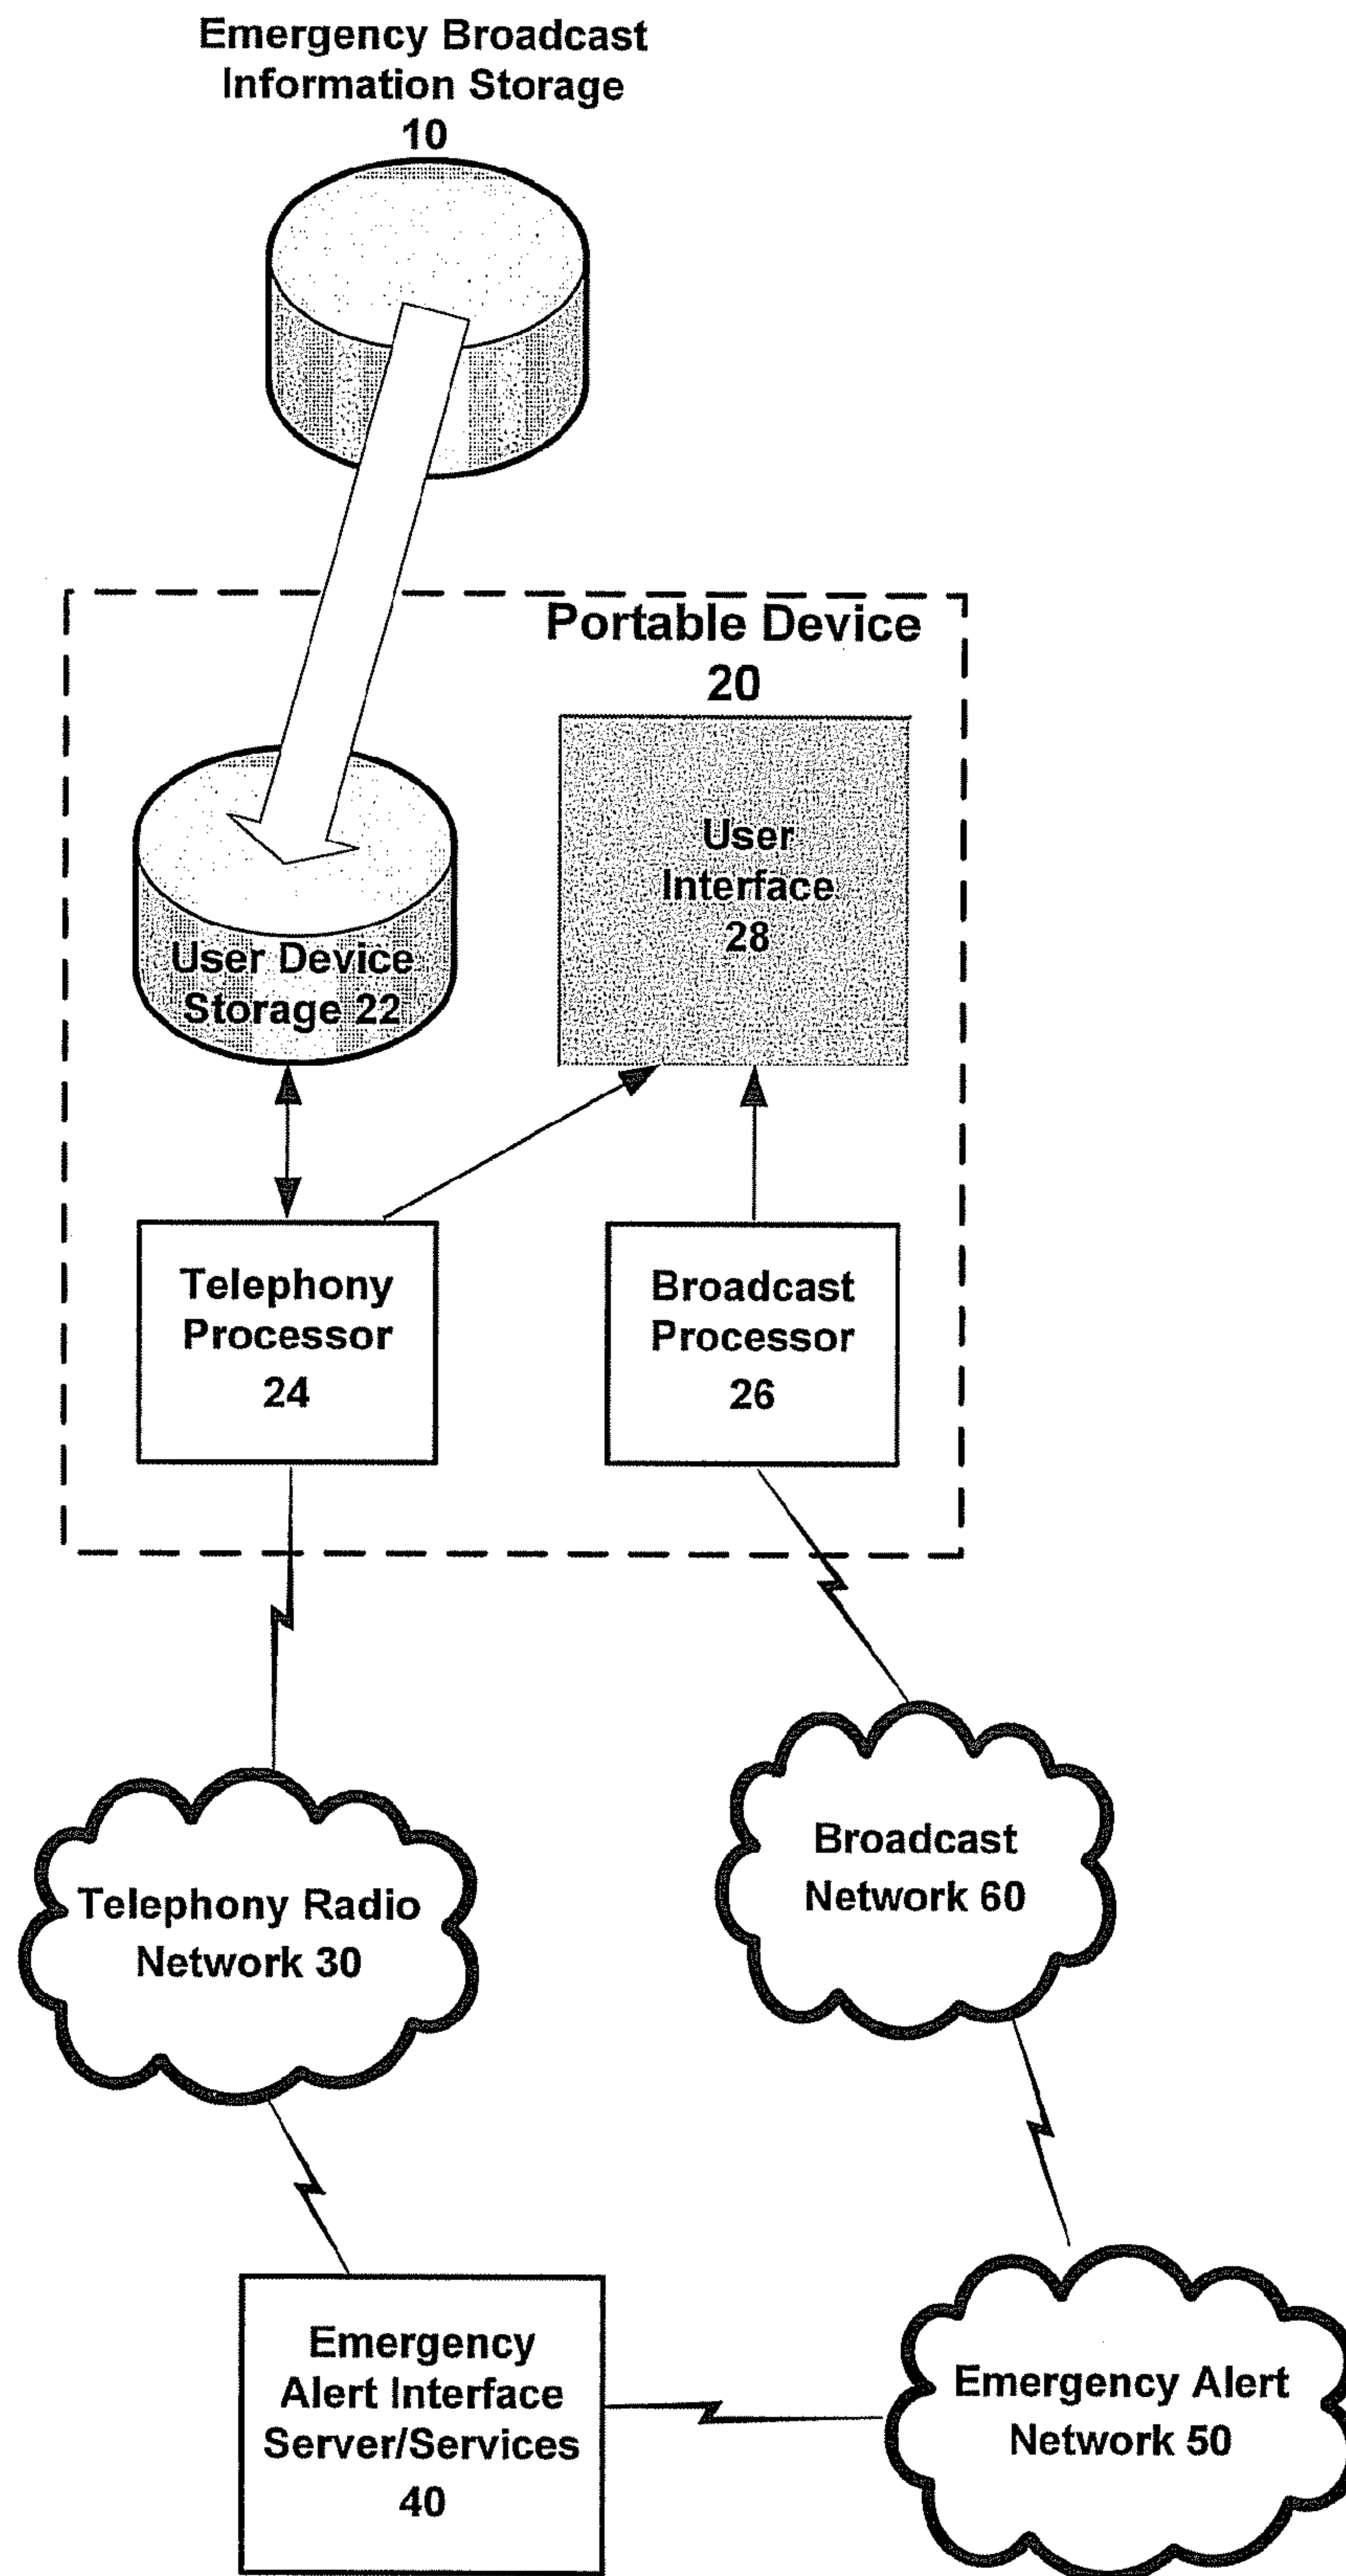 Emergency Broadcast
Information Storage
10
Portable Device
20
User
Interface
28
User Device
Storage 22
Telephony
Processor
24
Broadcast
Processor
26
Broadcast
Network 60
Telephony Radio
Network 30
Emergency
Alert Interface
Server/Services
40
Emergency Alert
Network 50